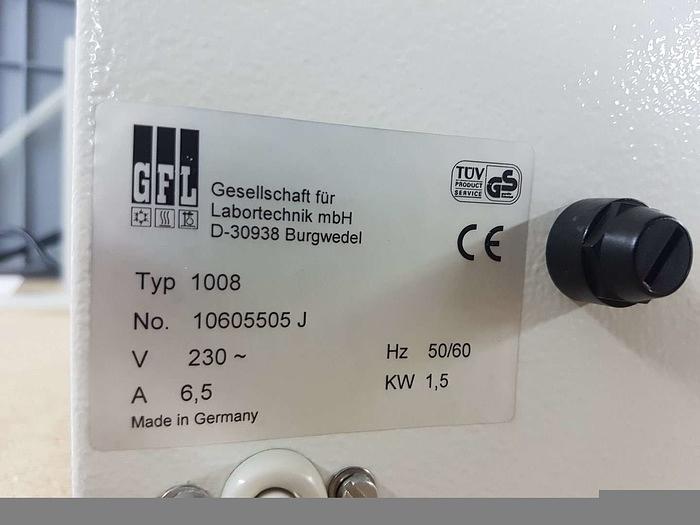 GFL
Gesellschaft für
Labortechnik mbH
D-30938 Burgwedel
TÜV
PRODUCT
SERVICE
GS
CE
Typ 1008
No. 10605505 J
V 230 ~
Hz 50/60
A 6,5
KW 1,5
Made in Germany